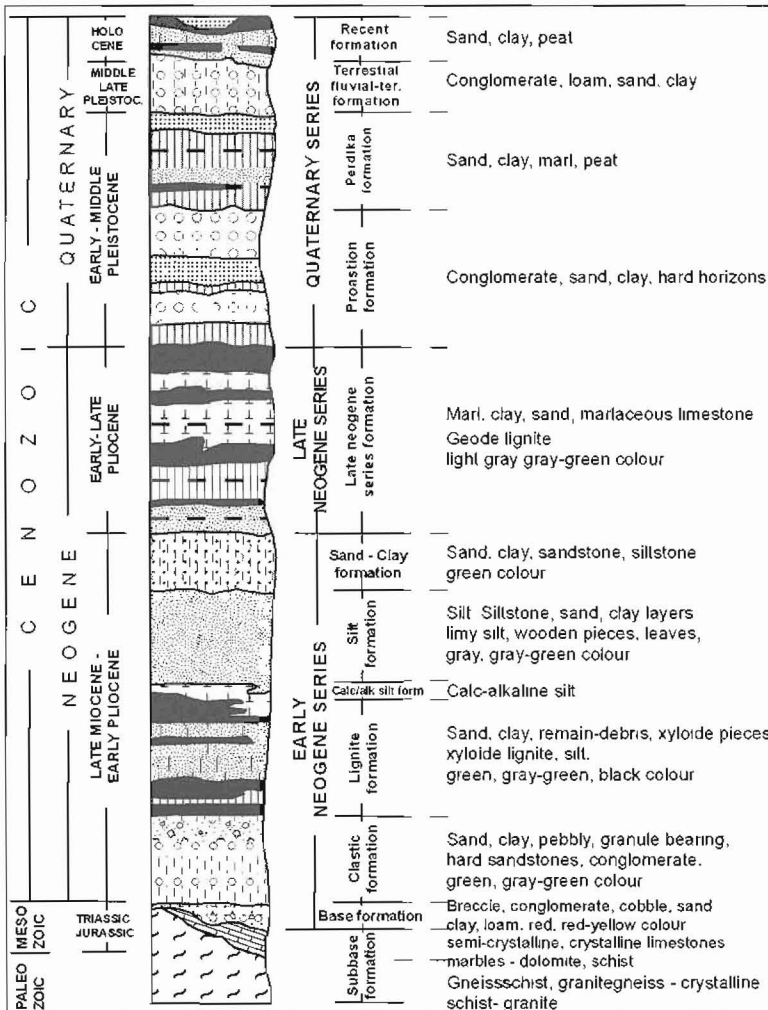 CENOZOIC
QUATERNARY
NEOGENE
MESO
ZOIC
PALEO
ZOIC
HOLO
CENE
MIDDLE
LATE
PLEISTOC.
EARLY - MIDDLE
PLEISTOCENE
EARLY-LATE
PLIOCENE
LATE MIOCENE -
EARLY PLIOCENE
TRIASSIC
JURASSIC
QUATERNARY SERIES
LATE
NEOGENE SERIES
EARLY
NEOGENE SERIES
Recent
formation
Sand, clay, peat
Terrestial
fluvial-ter.
formation
Conglomerate, loam, sand, clay
Perdika
formation
Sand, clay, marl, peat
Proastion
formation
Conglomerate, sand, clay, hard horizons
Late neogene
series formation
Marl. clay, sand, marlaceous limestone
Geode lignite
light gray gray-green colour
Sand - Clay
formation
Sand. clay, sandstone, sillstone
green colour
Silt
formation
Silt Sillstone, sand, clay layers
limy silt, wooden pieces, leaves,
gray, gray-green colour
Calc/alk silt form
Calc-alkaline silt
Lignite
formation
Sand, clay, remain-debris, xyloide pieces
xyloide lignite, silt.
green, gray-green, black colour
Clastic
formation
Sand, clay, pebbly, granule bearing,
hard sandstones, conglomerate.
green, gray-green colour
Base formation
Breccie, conglomerate, cobble, sand
clay, loam. red. red-yellow colour
Subbase
formation
semi-crystalline, crystalline limestones
marbles - dolomite, schist
Gneissschist, granitegneiss - crystalline
schist- granite